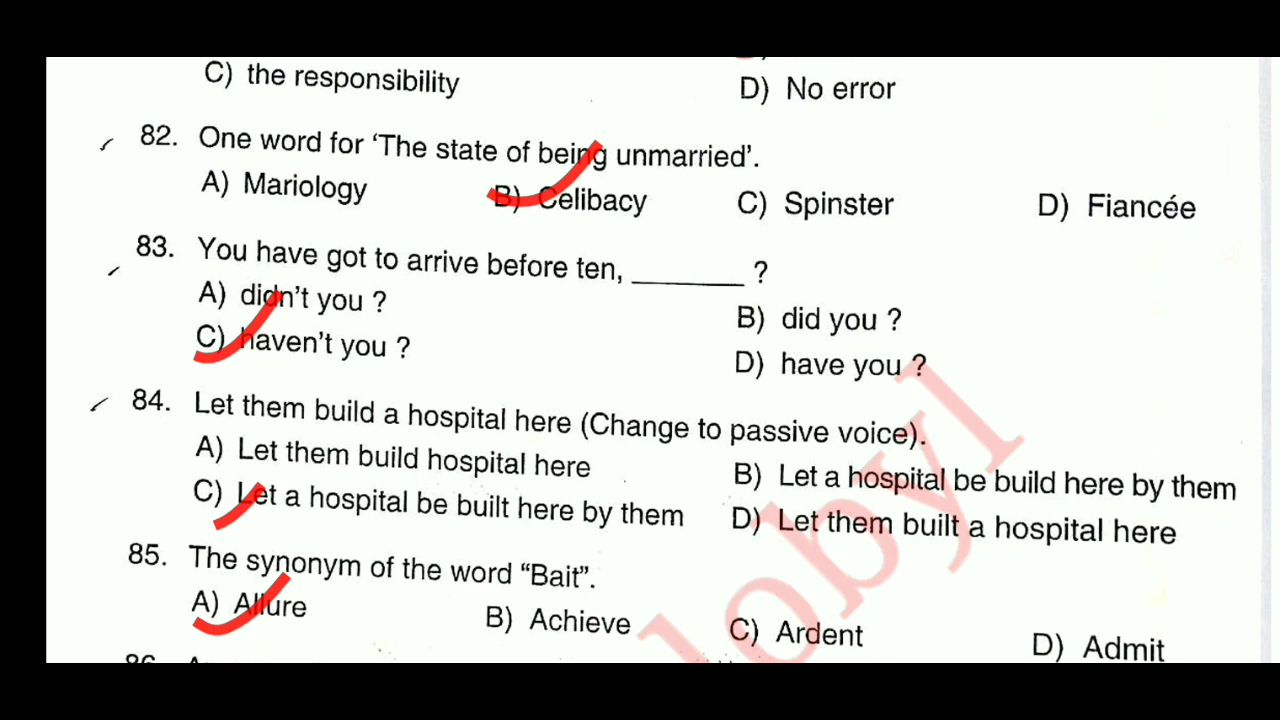 C) the responsibility D) No error
82. One word for ‘The state of being unmarried’.
A) Mariology B) Celibacy C) Spinster D) Fiancée
83. You have got to arrive before ten, ________ ?
A) didn’t you ? B) did you ?
C) haven’t you ? D) have you ?
84. Let them build a hospital here (Change to passive voice).
A) Let them build hospital here B) Let a hospital be build here by them
C) Let a hospital be built here by them D) Let them built a hospital here
85. The synonym of the word “Bait”.
A) Allure B) Achieve C) Ardent D) Admit